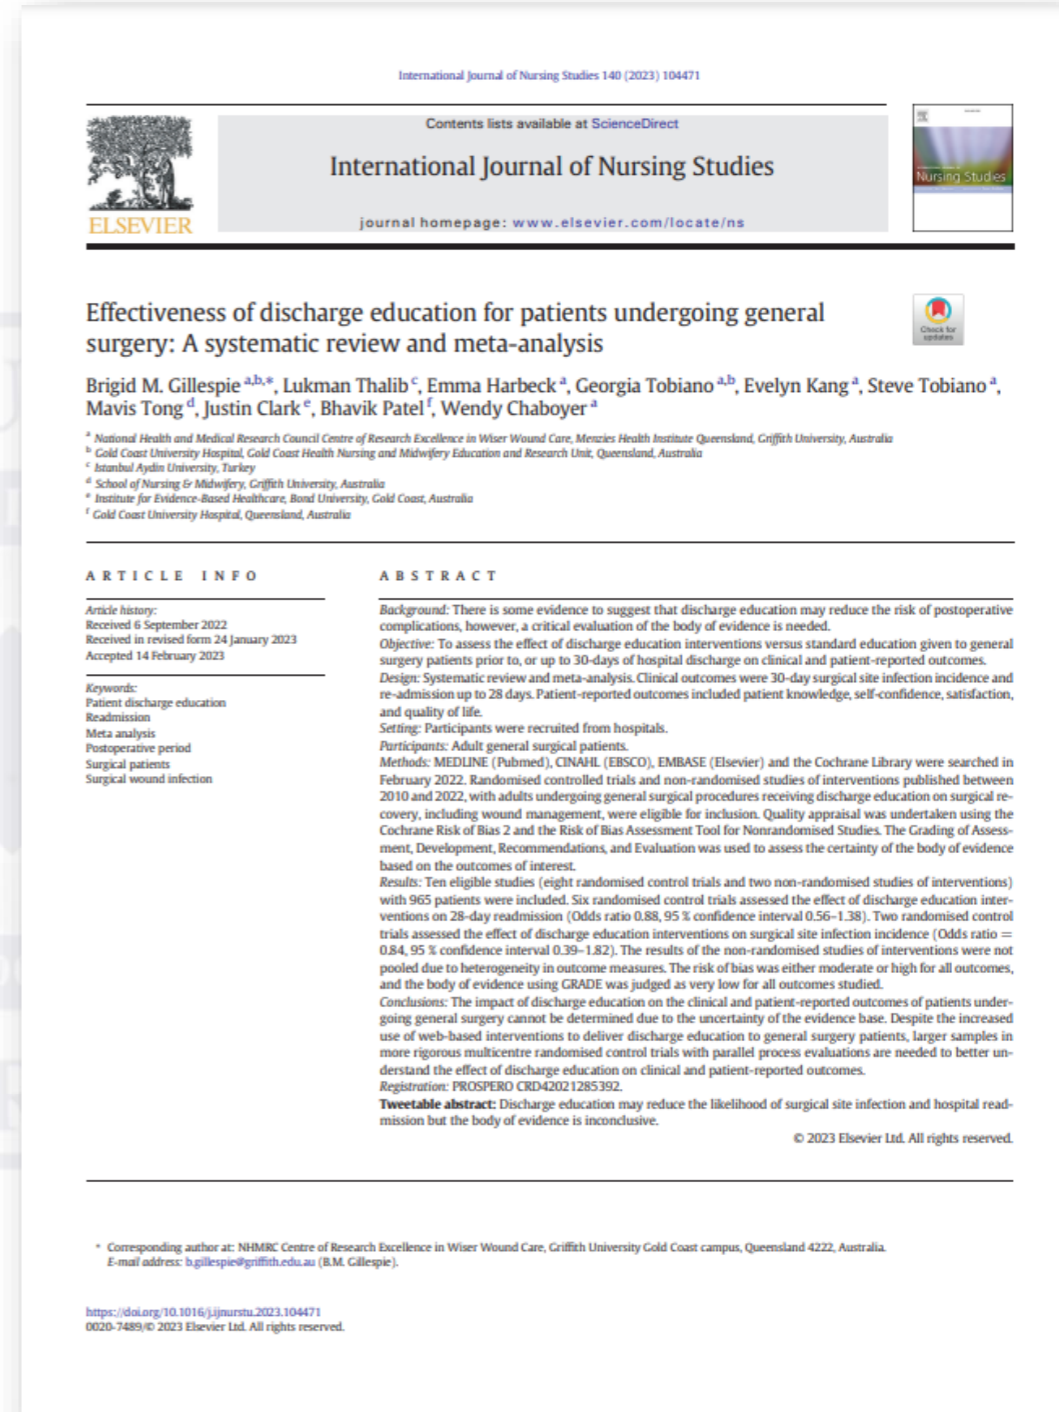 International Journal of Nursing Studies 140 (2023) 104471
Contents lists available at ScienceDirect
International Journal of Nursing Studies
journal homepage: www.elsevier.com/locate/ns
ELSEVIER
Nursing Studies
Effectiveness of discharge education for patients undergoing general
surgery: A systematic review and meta-analysis
Check for
updates
Brigid M. Gillespie a,b,*, Lukman Thalib c, Emma Harbeck a, Georgia Tobiano a,b, Evelyn Kang a, Steve Tobiano a,
Mavis Tong d, Justin Clark e, Bhavik Patel f, Wendy Chaboyer a
a National Health and Medical Research Council Centre of Research Excellence in Wiser Wound Care, Menzies Health Institute Queensland, Griffith University, Australia
b Gold Coast University Hospital, Gold Coast Health Nursing and Midwifery Education and Research Unit, Queensland, Australia
c Istanbul Aydin University, Turkey
d School of Nursing & Midwifery, Griffith University, Australia
e Institute for Evidence-Based Healthcare, Bond University, Gold Coast, Australia
f Gold Coast University Hospital, Queensland, Australia
ARTICLE INFO
Article history:
Received 6 September 2022
Received in revised form 24 January 2023
Accepted 14 February 2023
Keywords:
Patient discharge education
Readmission
Meta analysis
Postoperative period
Surgical patients
Surgical wound infection
ABSTRACT
Background: There is some evidence to suggest that discharge education may reduce the risk of postoperative
complications, however, a critical evaluation of the body of evidence is needed.
Objective: To assess the effect of discharge education interventions versus standard education given to general
surgery patients prior to, or up to 30-days of hospital discharge on clinical and patient-reported outcomes.
Design: Systematic review and meta-analysis. Clinical outcomes were 30-day surgical site infection incidence and
re-admission up to 28 days. Patient-reported outcomes included patient knowledge, self-confidence, satisfaction,
and quality of life.
Setting: Participants were recruited from hospitals.
Participants: Adult general surgical patients.
Methods: MEDLINE (Pubmed), CINAHL (EBSCO), EMBASE (Elsevier) and the Cochrane Library were searched in
February 2022. Randomised controlled trials and non-randomised studies of interventions published between
2010 and 2022, with adults undergoing general surgical procedures receiving discharge education on surgical re-
covery, including wound management, were eligible for inclusion. Quality appraisal was undertaken using the
Cochrane Risk of Bias 2 and the Risk of Bias Assessment Tool for Nonrandomised Studies. The Grading of Assess-
ment, Development, Recommendations, and Evaluation was used to assess the certainty of the body of evidence
based on the outcomes of interest.
Results: Ten eligible studies (eight randomised control trials and two non-randomised studies of interventions)
with 965 patients were included. Six randomised control trials assessed the effect of discharge education inter-
ventions on 28-day readmission (Odds ratio 0.88, 95 % confidence interval 0.56–1.38). Two randomised control
trials assessed the effect of discharge education interventions on surgical site infection incidence (Odds ratio =
0.84, 95 % confidence interval 0.39–1.82). The results of the non-randomised studies of interventions were not
pooled due to heterogeneity in outcome measures. The risk of bias was either moderate or high for all outcomes,
and the body of evidence using GRADE was judged as very low for all outcomes studied.
Conclusions: The impact of discharge education on the clinical and patient-reported outcomes of patients under-
going general surgery cannot be determined due to the uncertainty of the evidence base. Despite the increased
use of web-based interventions to deliver discharge education to general surgery patients, larger samples in
more rigorous multicentre randomised control trials with parallel process evaluations are needed to better un-
derstand the effect of discharge education on clinical and patient-reported outcomes.
Registration: PROSPERO CRD42021285392.
Tweetable abstract: Discharge education may reduce the likelihood of surgical site infection and hospital read-
mission but the body of evidence is inconclusive.
© 2023 Elsevier Ltd. All rights reserved.
* Corresponding author at: NHMRC Centre of Research Excellence in Wiser Wound Care, Griffith University Gold Coast campus, Queensland 4222, Australia.
E-mail address: b.gillespie@griffith.edu.au (B.M. Gillespie).
https://doi.org/10.1016/j.ijnurstu.2023.104471
0020-7489/© 2023 Elsevier Ltd. All rights reserved.